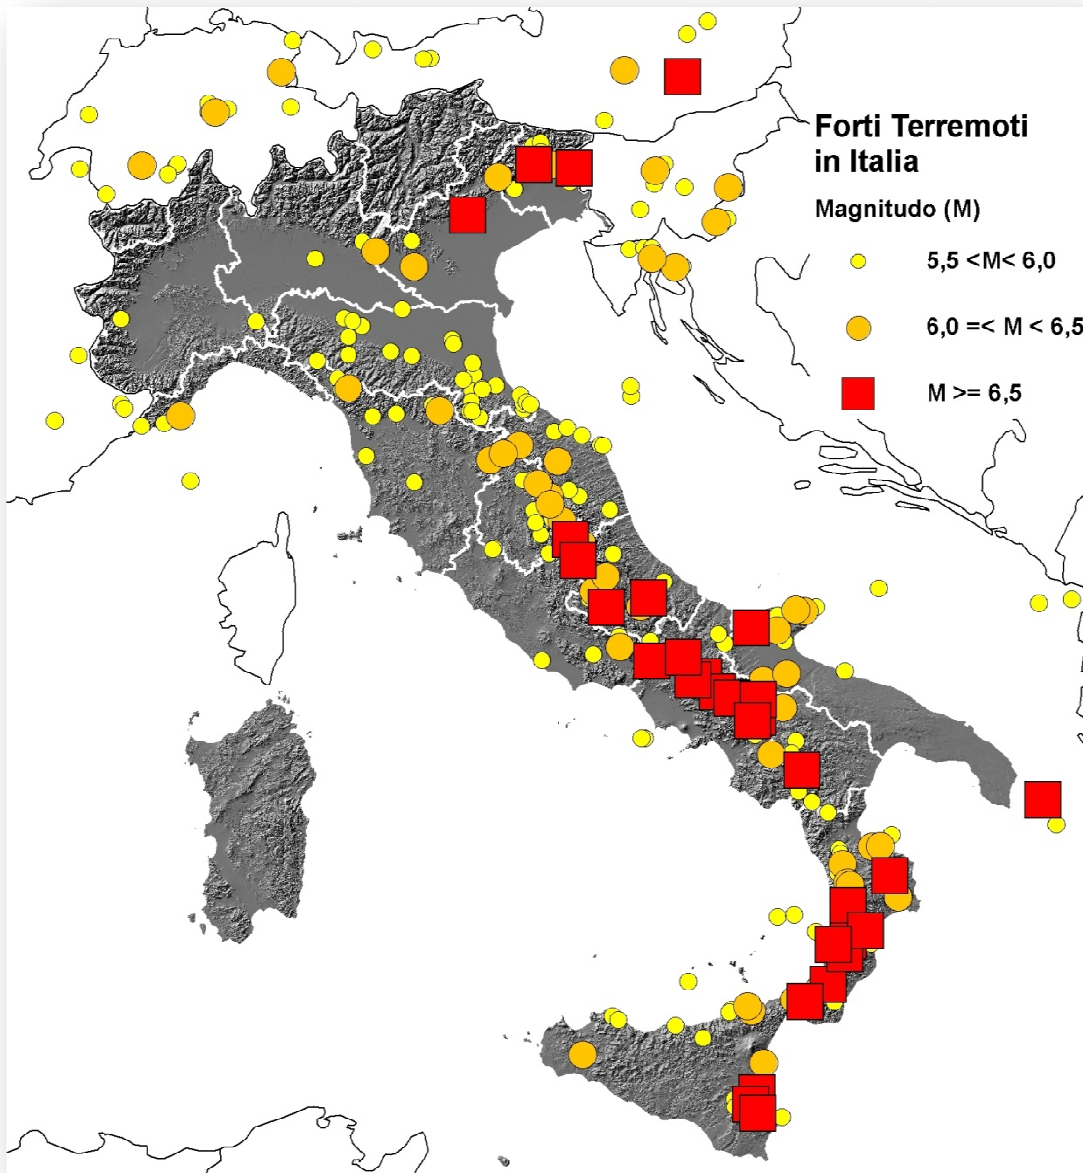 Forti Terremoti
in Italia
Magnitudo (M)
5,5 <M< 6,0
6,0 =< M < 6,5
M >= 6,5